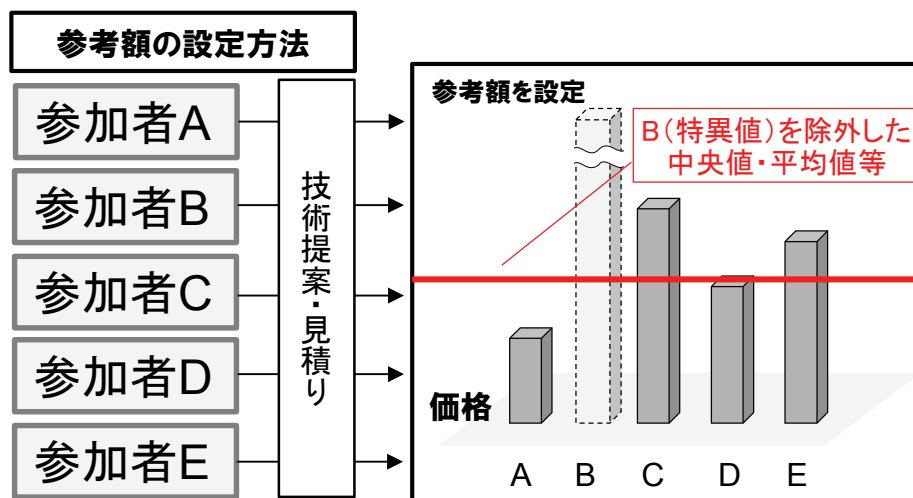 参考額の設定方法
参加者A
参加者B
参加者C
参加者D
参加者E
技術提案・見積り
参考額を設定
B(特異値)を除外した
中央値・平均値等
価格
A B C D E